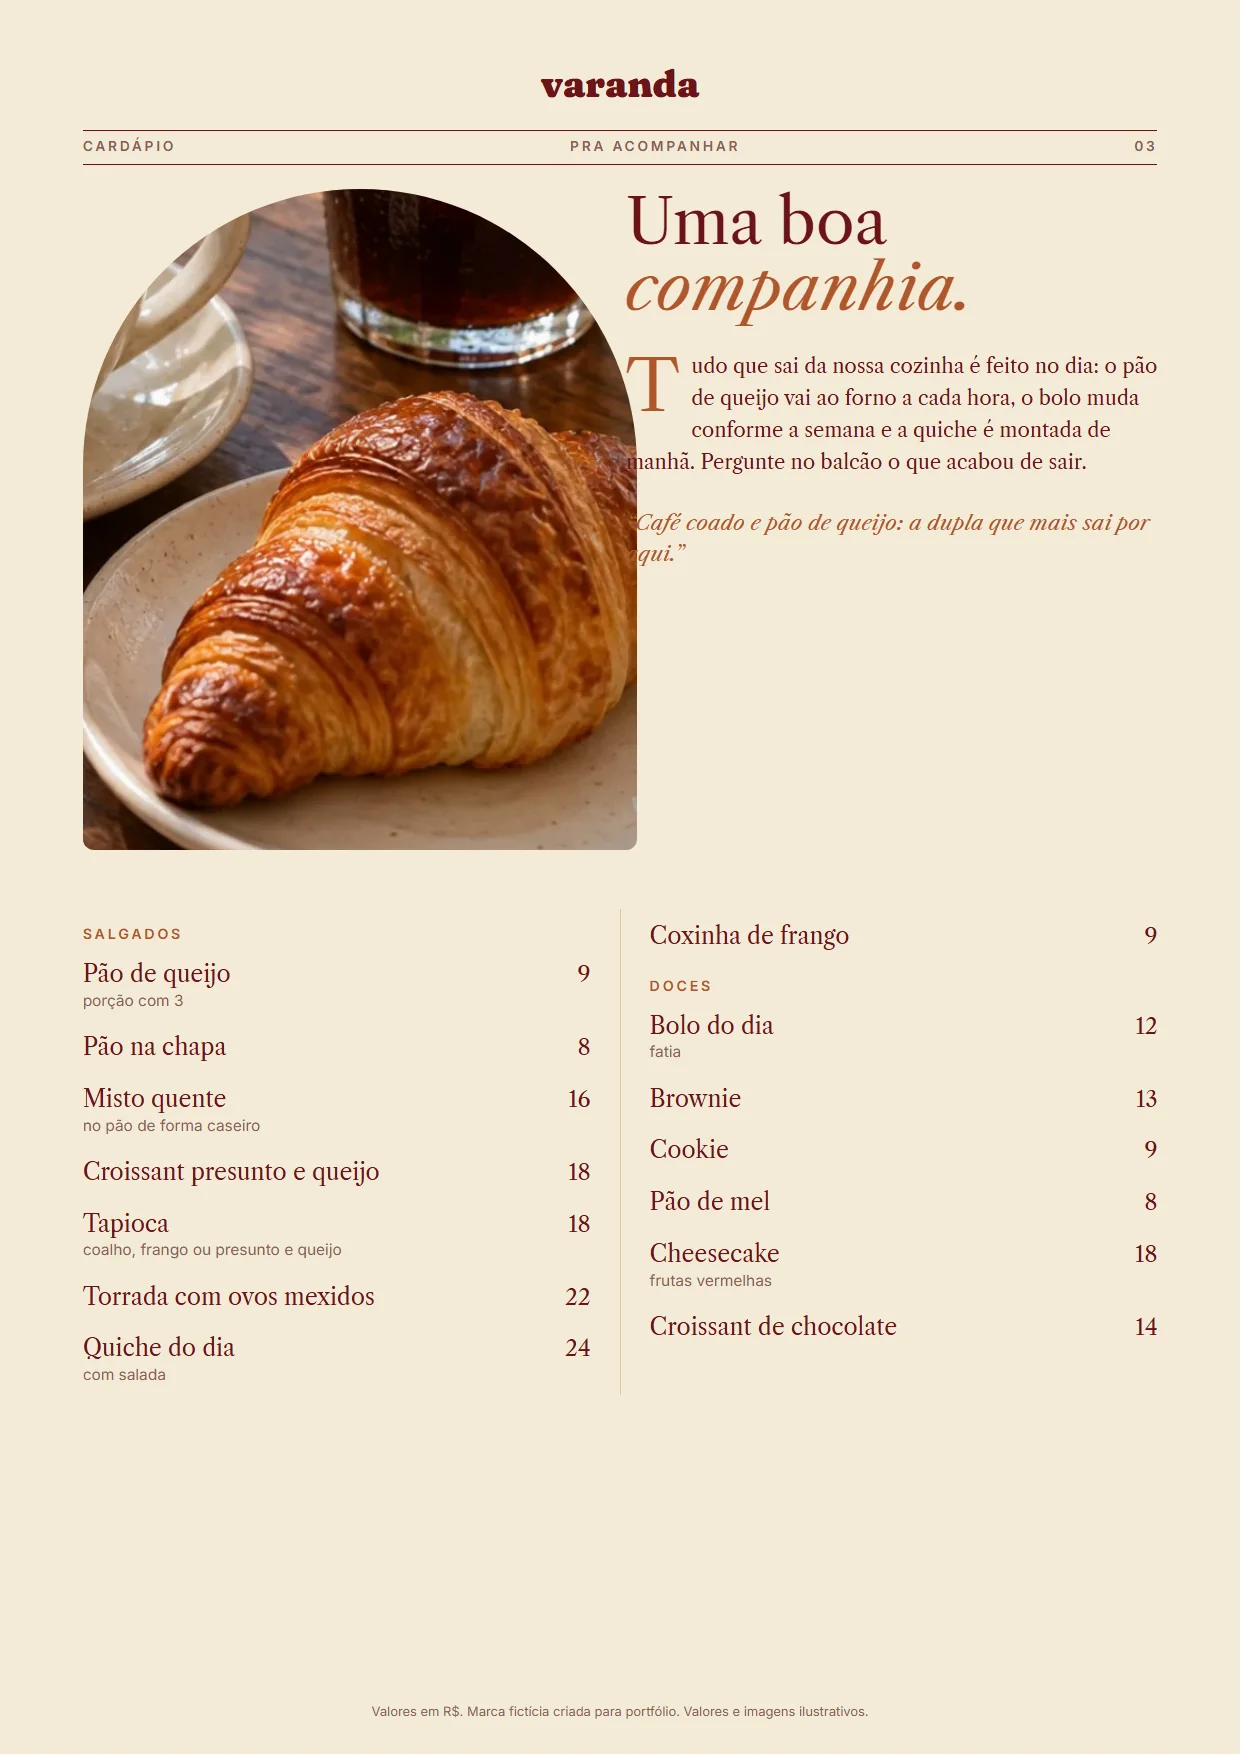 varanda
CARDÁPIO
PRA ACOMPANHAR
03
Uma boa
companhia.
Tudo que sai da nossa cozinha é feito no dia: o pão
de queijo vai ao forno a cada hora, o bolo muda
conforme a semana e a quiche é montada de
manhã. Pergunte no balcão o que acabou de sair.
“Café coado e pão de queijo: a dupla que mais sai por
aqui.”
SALGADOS
Pão de queijo 9
porção com 3
Pão na chapa 8
Misto quente 16
no pão de forma caseiro
Croissant presunto e queijo 18
Tapioca 18
coalho, frango ou presunto e queijo
Torrada com ovos mexidos 22
Quiche do dia 24
com salada
Coxinha de frango 9
DOCES
Bolo do dia 12
fatia
Brownie 13
Cookie 9
Pão de mel 8
Cheesecake 18
frutas vermelhas
Croissant de chocolate 14
Valores em R$. Marca fictícia criada para portfólio. Valores e imagens ilustrativos.